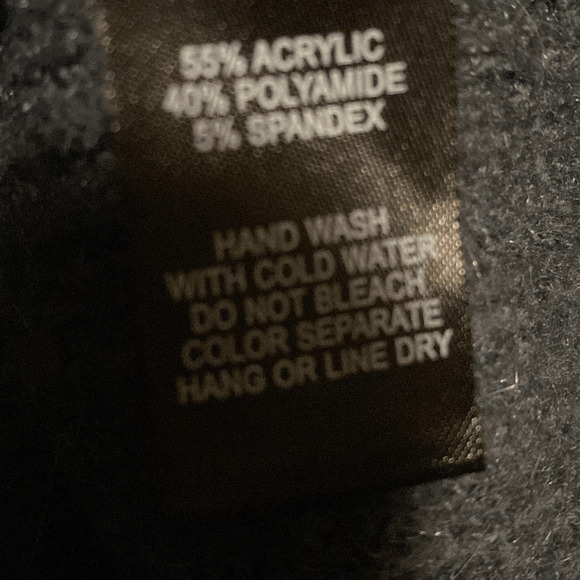 55% ACRYLIC
40% POLYAMIDE
5% SPANDEX
HAND WASH
WITH COLD WATER
DO NOT BLEACH
COLOR SEPARATE
HANG OR LINE DRY